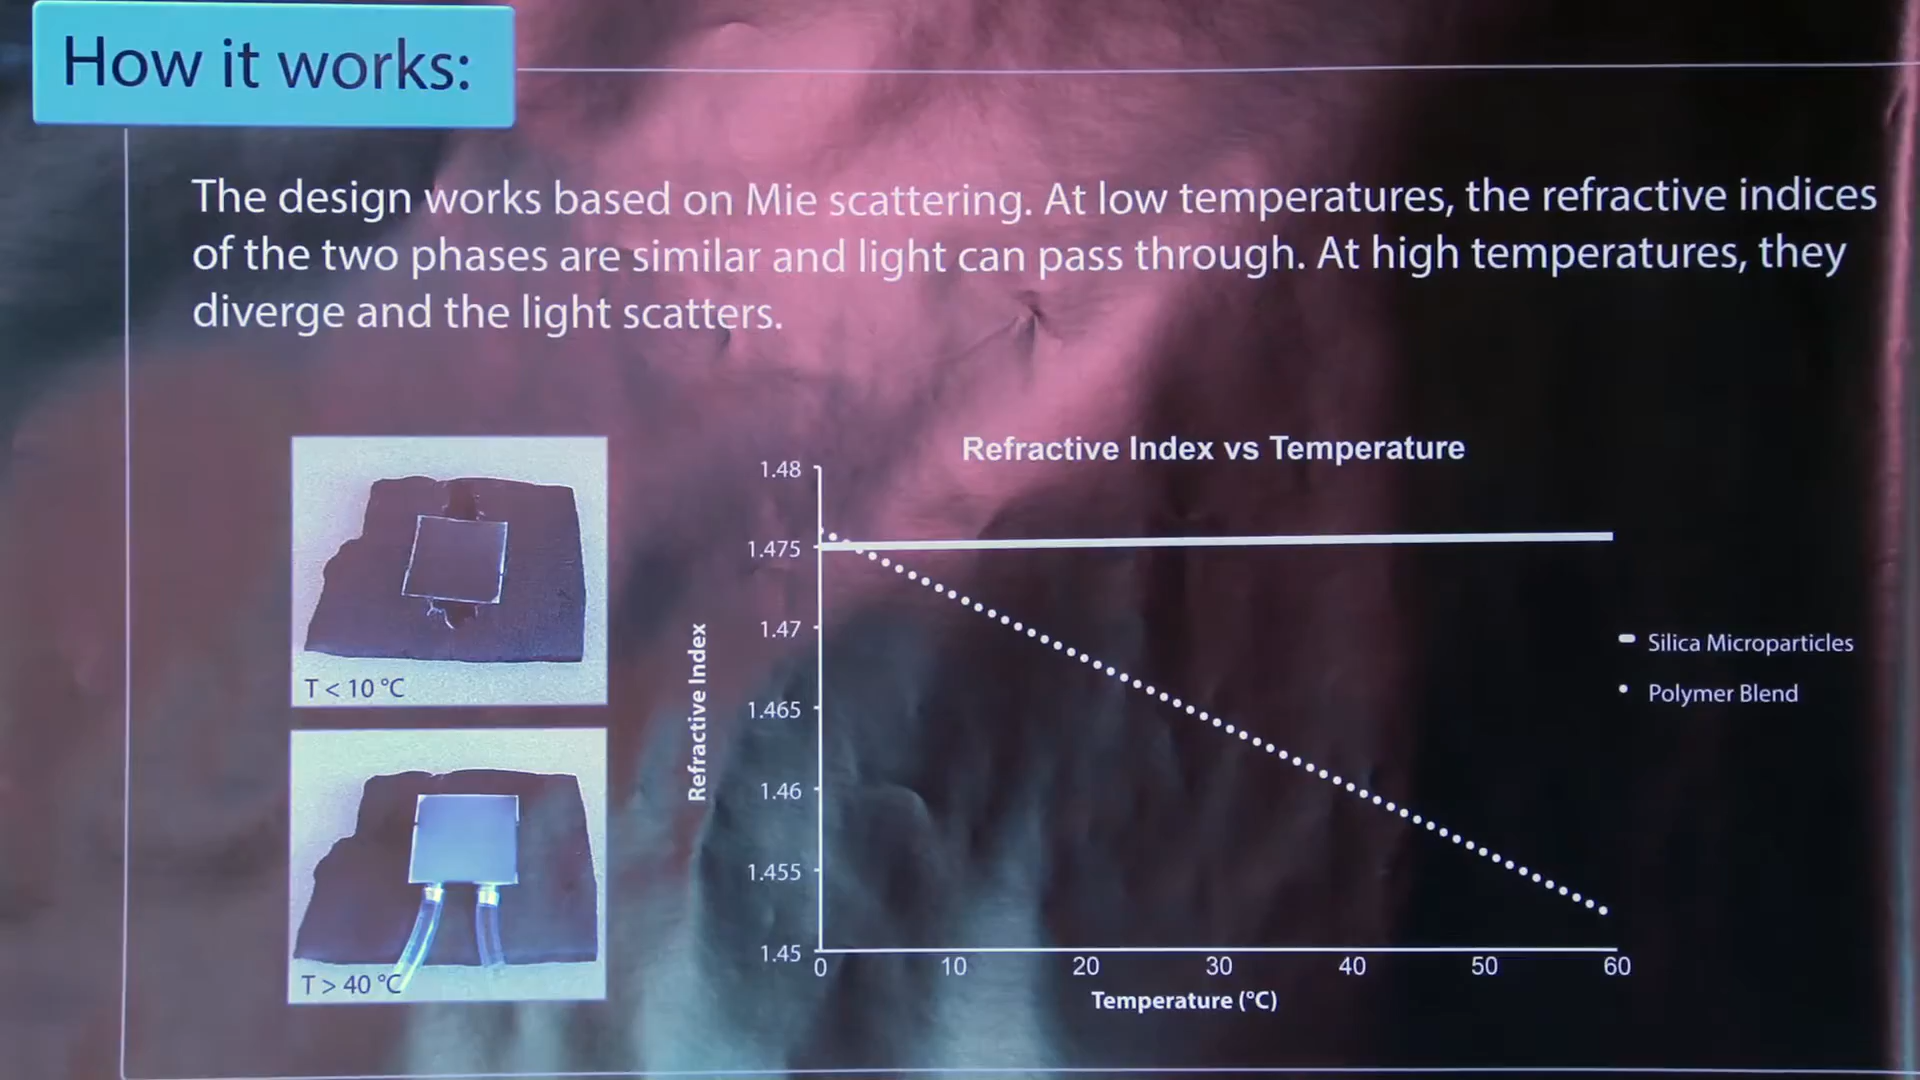 How it works:
The design works based on Mie scattering. At low temperatures, the refractive indices
of the two phases are similar and light can pass through. At high temperatures, they
diverge and the light scatters.
T < 10 °C
T > 40 °C
Refractive Index vs Temperature
Refractive Index
1.48
1.475
1.47
1.465
1.46
1.455
1.45
0 10 20 30 40 50 60
Temperature (°C)
Silica Microparticles
Polymer Blend